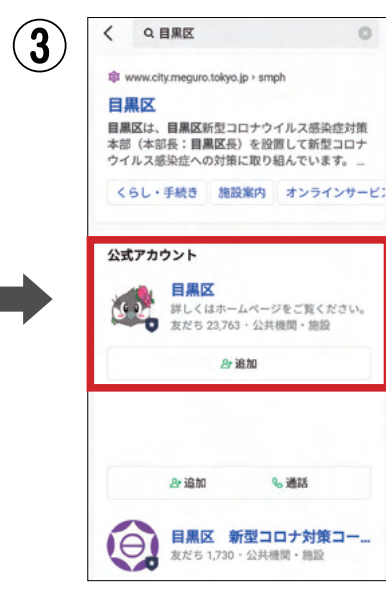 ③
目黒区
www.city.meguro.tokyo.jp › smph
目黒区
目黒区は、目黒区新型コロナウイルス感染症対策
本部（本部長：目黒区長）を設置して新型コロナ
ウイルス感染症への対策に取り組んでいます。 ...
くらし・手続き 施設案内 オンラインサービス
公式アカウント
目黒区
詳しくはホームページをご覧ください。
友だち 23,763・公共機関・施設
追加
追加 通話
目黒区 新型コロナ対策コー...
友だち 1,730・公共機関・施設